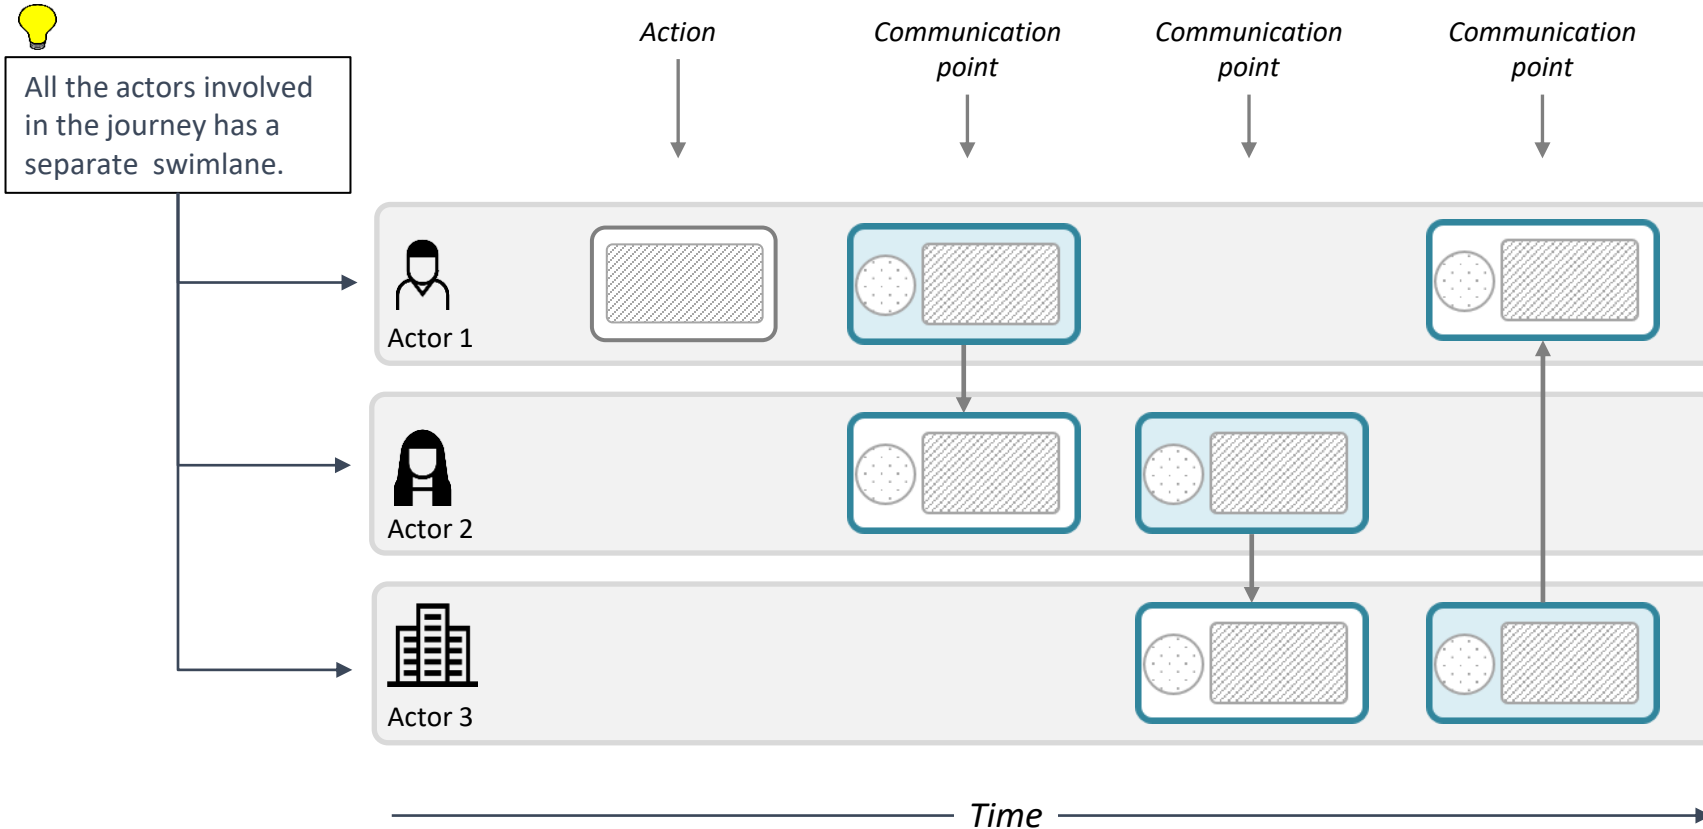 All the actors involved
in the journey has a
separate swimlane.
Action
Communication
point
Communication
point
Communication
point
Actor 1
Actor 2
Actor 3
Time